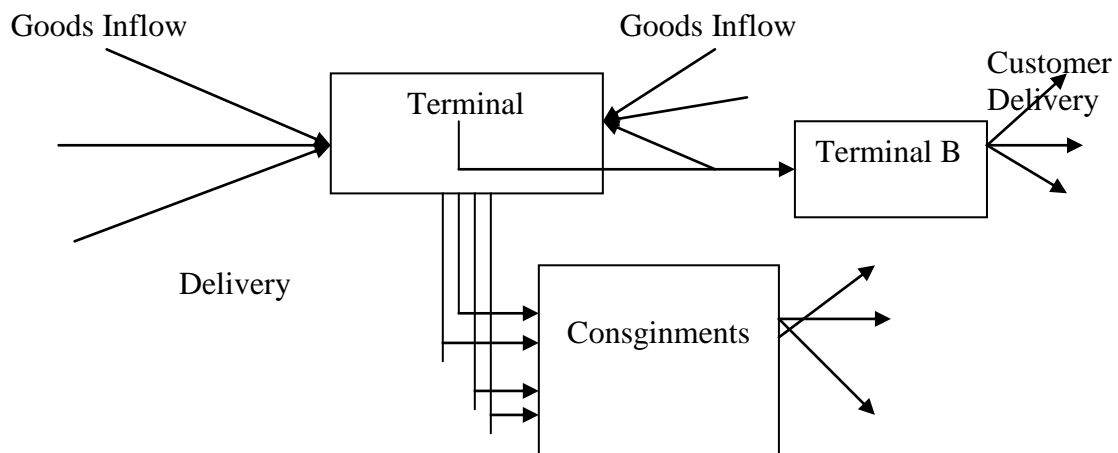 Goods Inflow
Goods Inflow
Customer
Delivery
Terminal
Terminal B
Delivery
Consginments